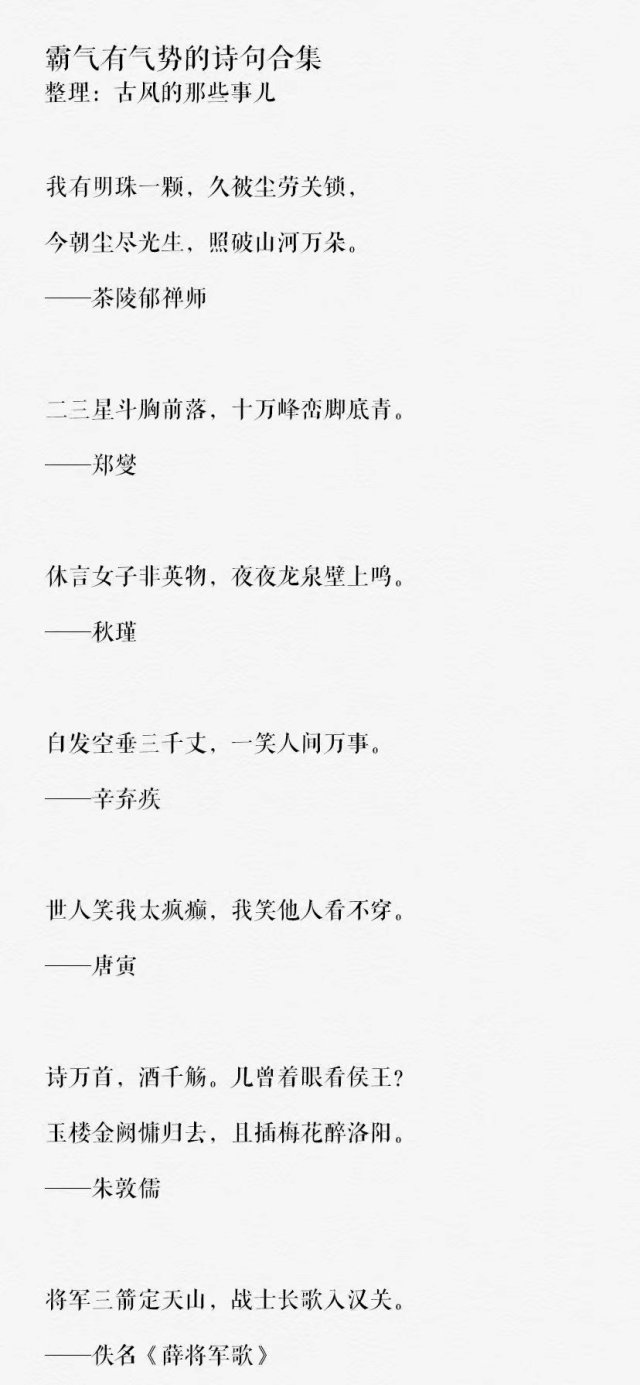 霸气有气势的诗句合集
整理：古风的那些事儿
我有明珠一颗，久被尘劳关锁，
今朝尘尽光生，照破山河万朵。
——茶陵郁禅师
二三星斗胸前落，十万峰峦脚底青。
——郑燮
休言女子非英物，夜夜龙泉壁上鸣。
——秋瑾
白发空垂三千丈，一笑人间万事。
——辛弃疾
世人笑我太疯癫，我笑他人看不穿。
——唐寅
诗万首，酒千觞。几曾着眼看侯王？
玉楼金阙慵归去，且插梅花醉洛阳。
——朱敦儒
将军三箭定天山，战士长歌入汉关。
——佚名《薛将军歌》